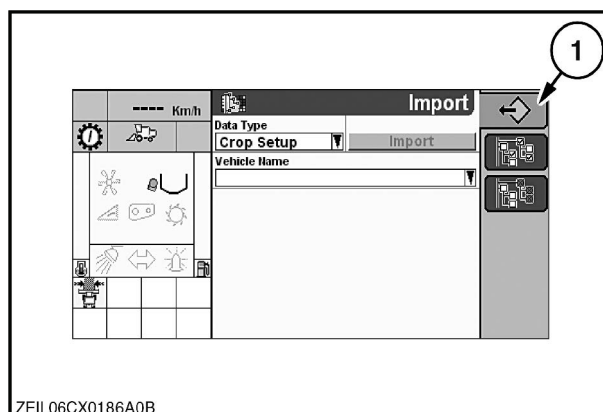 1
---- Km/h
Import
Data Type
Crop Setup
Import
Vehicle Name
ZEIL06CX0186A0B